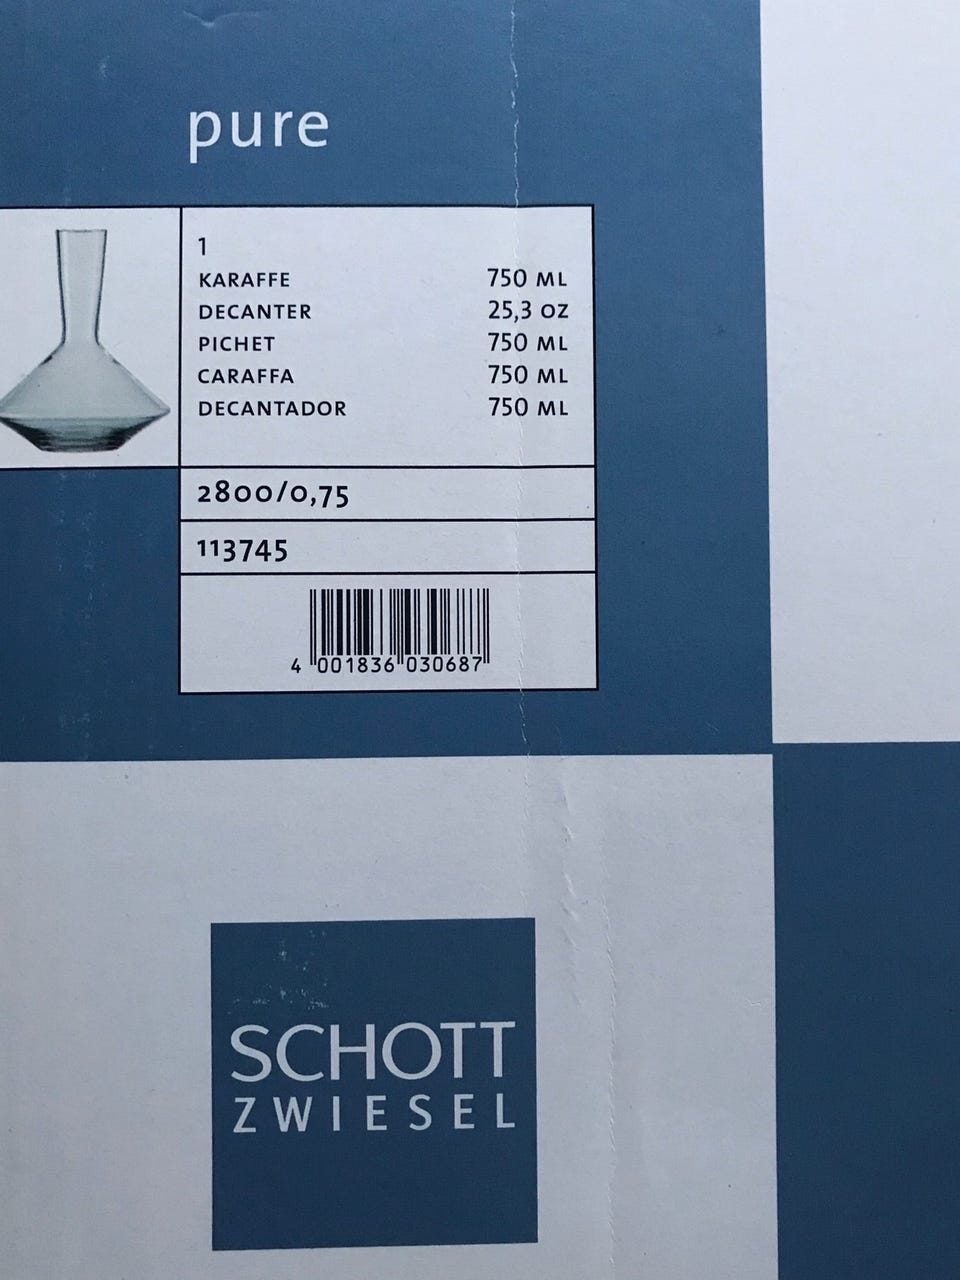 pure
1
KARAFFE 750 ML
DECANTER 25,3 OZ
PICHET 750 ML
CARAFFA 750 ML
DECANTADOR 750 ML
2800/0,75
113745
4 001836 030687
SCHOTT
ZWIESEL